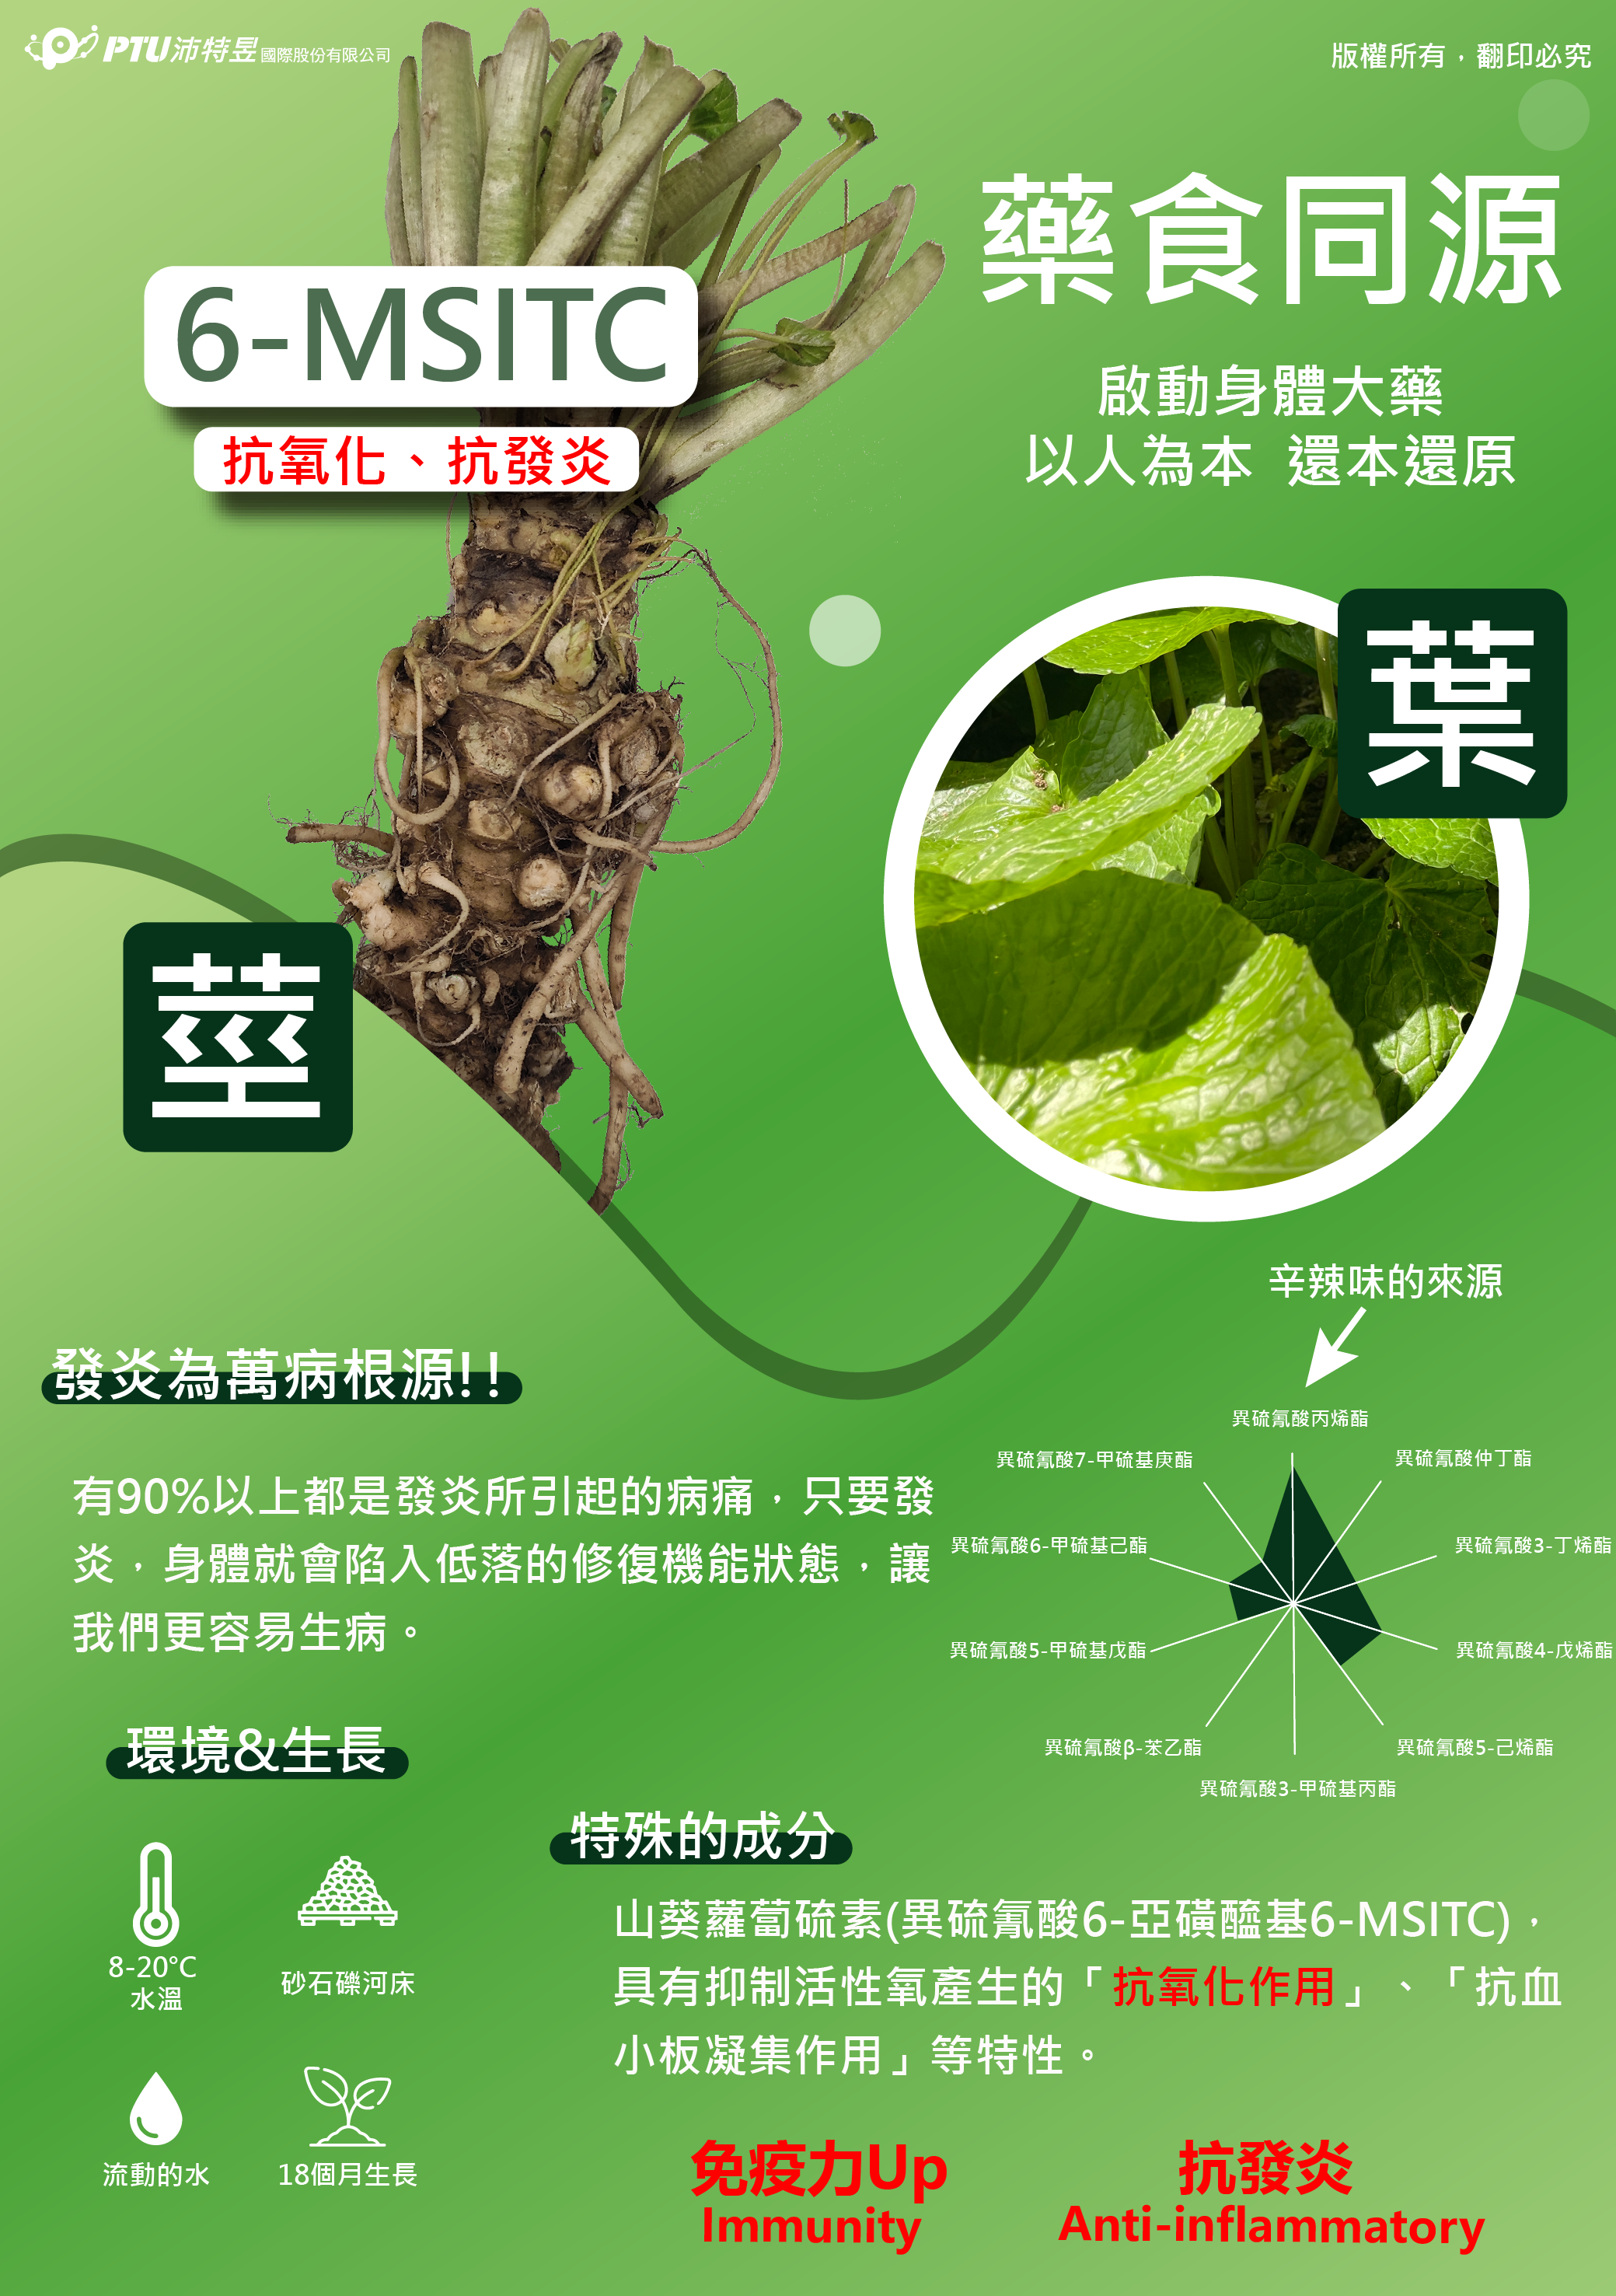 PTU沛特昱國際股份有限公司
版權所有，翻印必究
藥食同源
6-MSITC
抗氧化、抗發炎
啟動身體大藥
以人為本 還本還原
葉
莖
辛辣味的來源
發炎為萬病根源!!
有90%以上都是發炎所引起的病痛，只要發
炎，身體就會陷入低落的修復機能狀態，讓
我們更容易生病。
異硫氰酸丙烯酯
異硫氰酸7-甲硫基庚酯
異硫氰酸仲丁酯
異硫氰酸6-甲硫基己酯
異硫氰酸3-丁烯酯
異硫氰酸5-甲硫基戊酯
異硫氰酸4-戊烯酯
異硫氰酸β-苯乙酯
異硫氰酸5-己烯酯
異硫氰酸3-甲硫基丙酯
環境&生長
8-20°C
水溫
砂石礫河床
流動的水
18個月生長
特殊的成分
山葵蘿蔔硫素(異硫氰酸6-亞磺醯基6-MSITC)，
具有抑制活性氧產生的「抗氧化作用」、「抗血
小板凝集作用」等特性。
免疫力Up
Immunity
抗發炎
Anti-inflammatory